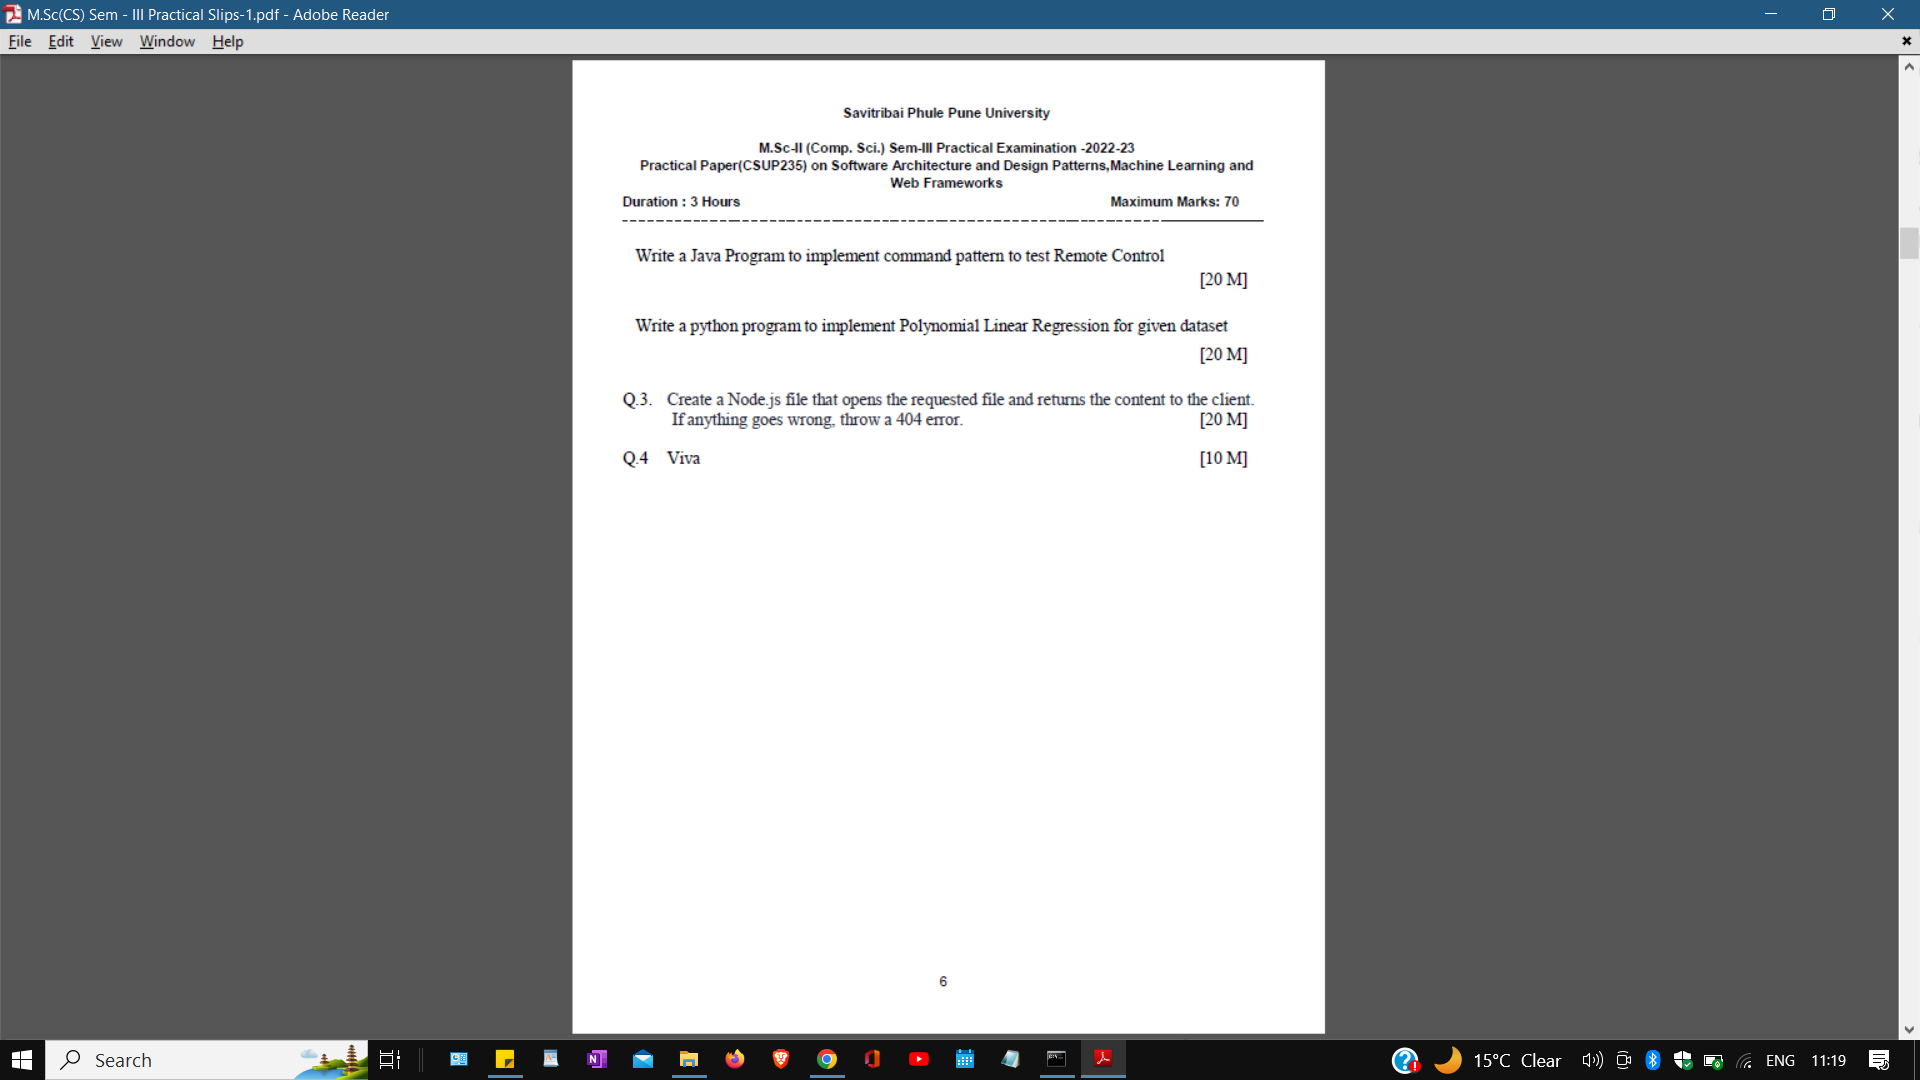 M.Sc(CS) Sem - III Practical Slips-1.pdf - Adobe Reader
File Edit View Window Help
Savitribai Phule Pune University
M.Sc-II (Comp. Sci.) Sem-III Practical Examination -2022-23
Practical Paper(CSUP235) on Software Architecture and Design Patterns,Machine Learning and
Web Frameworks
Duration : 3 Hours Maximum Marks: 70
Write a Java Program to implement command pattern to test Remote Control
[20 M]
Write a python program to implement Polynomial Linear Regression for given dataset
[20 M]
Q.3. Create a Node.js file that opens the requested file and returns the content to the client.
If anything goes wrong, throw a 404 error. [20 M]
Q.4 Viva [10 M]
6
Search 15°C Clear ENG 11:19